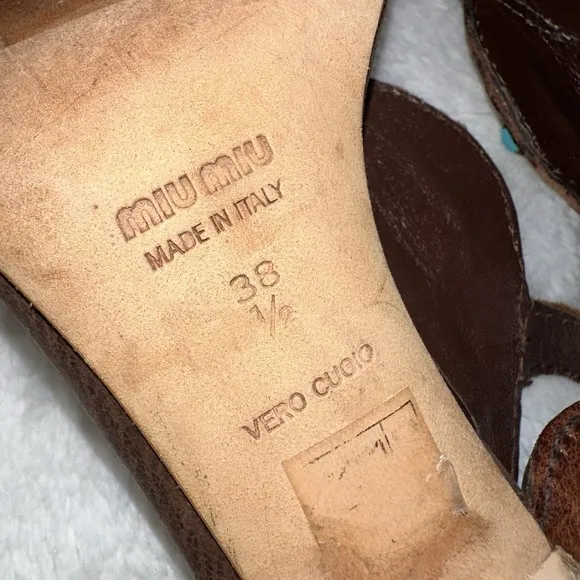 MIU MIU
MADE IN ITALY
38
1/2
VERO CUOIO